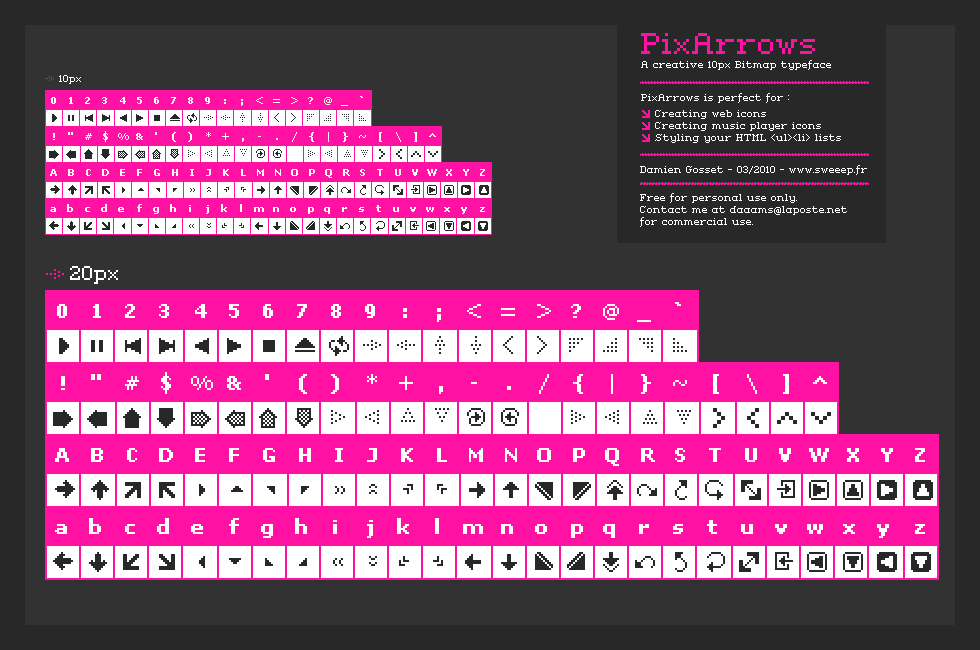 PixArrows
A creative 10px Bitmap typeface
PixArrows is perfect for :
Creating web icons
Creating music player icons
Styling your HTML <ul><li> lists
Damien Gosset - 03/2010 - www.sweeep.fr
Free for personal use only.
Contact me at daaams@laposte.net
for commercial use.
10px
0 1 2 3 4 5 6 7 8 9 : ; < = > ? @ _ `
! " # $ % & ' ( ) * + , - . / { | } ~ [ \ ] ^
A B C D E F G H I J K L M N O P Q R S T U V W X Y Z
a b c d e f g h i j k l m n o p q r s t u v w x y z
20px
0 1 2 3 4 5 6 7 8 9 : ; < = > ? @ _ `
! " # $ % & ' ( ) * + , - . / { | } ~ [ \ ] ^
A B C D E F G H I J K L M N O P Q R S T U V W X Y Z
a b c d e f g h i j k l m n o p q r s t u v w x y z